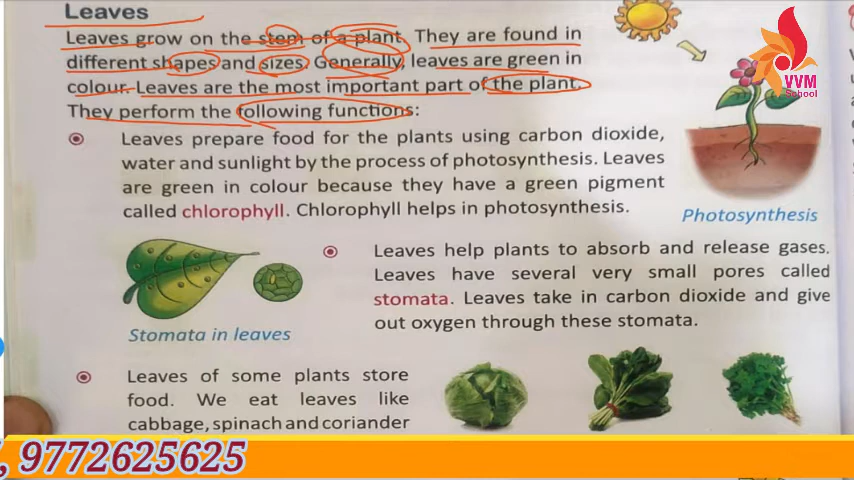 Leaves
Leaves grow on the stem of a plant. They are found in
different shapes and sizes. Generally, leaves are green in
colour. Leaves are the most important part of the plant.
They perform the following functions:
Leaves prepare food for the plants using carbon dioxide,
water and sunlight by the process of photosynthesis. Leaves
are green in colour because they have a green pigment
called chlorophyll. Chlorophyll helps in photosynthesis.
VVM
School
Photosynthesis
Leaves help plants to absorb and release gases.
Leaves have several very small pores called
stomata. Leaves take in carbon dioxide and give
out oxygen through these stomata.
Stomata in leaves
Leaves of some plants store
food. We eat leaves like
cabbage, spinach and coriander
, 9772625625